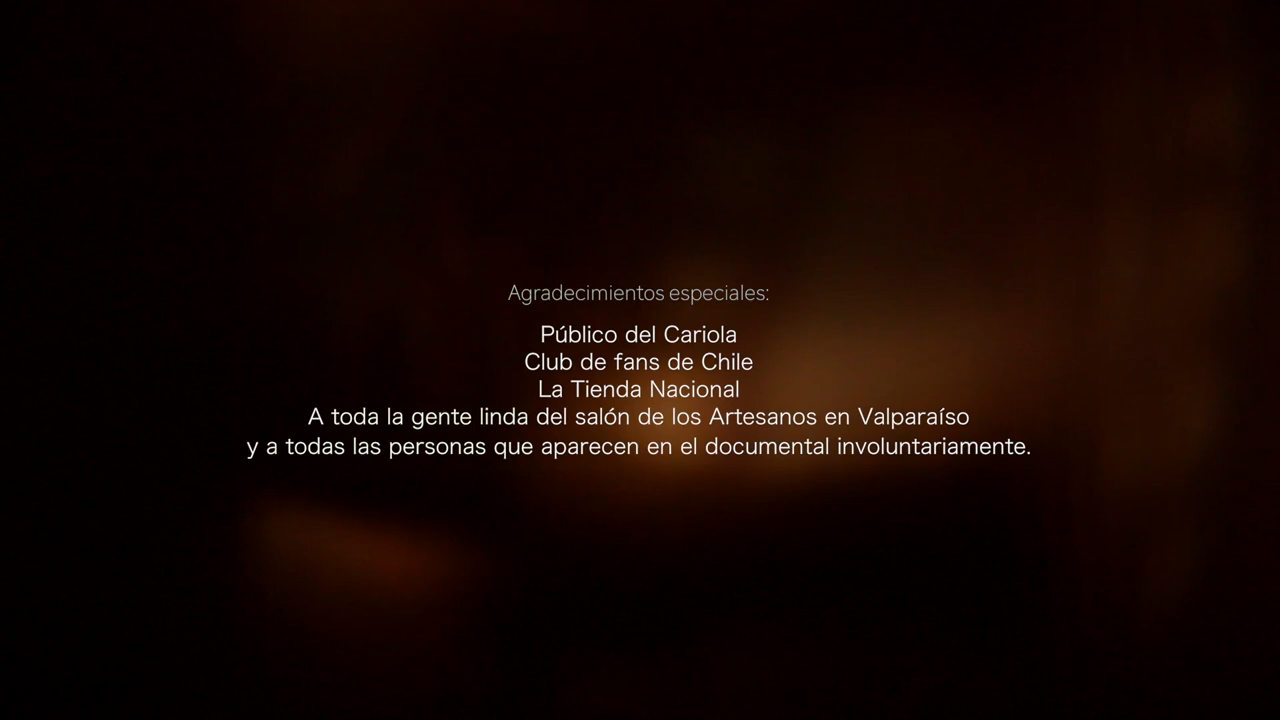 Agradecimientos especiales:
Público del Cariola
Club de fans de Chile
La Tienda Nacional
A toda la gente linda del salón de los Artesanos en Valparaíso
y a todas las personas que aparecen en el documental involuntariamente.